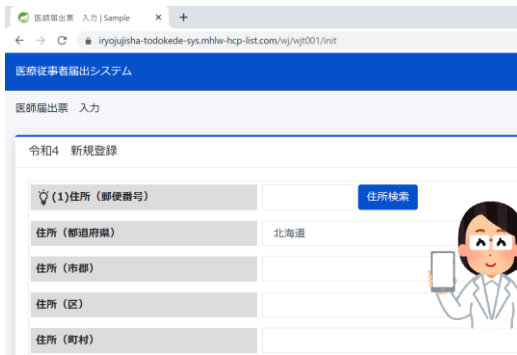 医師届出票　入力 | Sample
iryojujisha-todokede-sys.mhlw-hcp-list.com/wj/wjt001/init
医療従事者届出システム
医師届出票　入力
令和4　新規登録
(1)住所（郵便番号）
住所検索
住所（都道府県）
北海道
住所（市郡）
住所（区）
住所（町村）